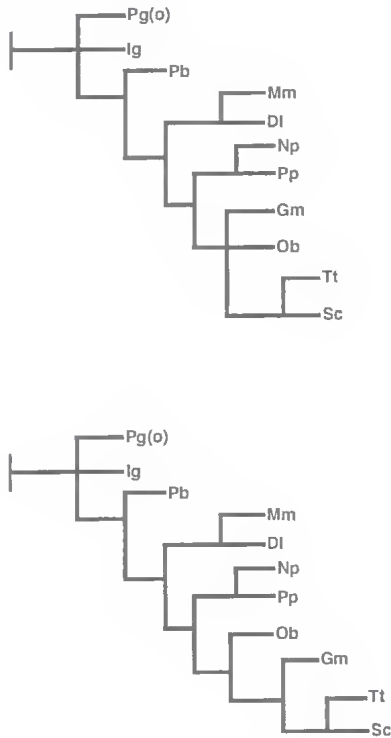 Pg(o)
Ig
Pb
Mm
Dl
Np
Pp
Gm
Ob
Tt
Sc
Pg(o)
Ig
Pb
Mm
Dl
Np
Pp
Ob
Gm
Tt
Sc